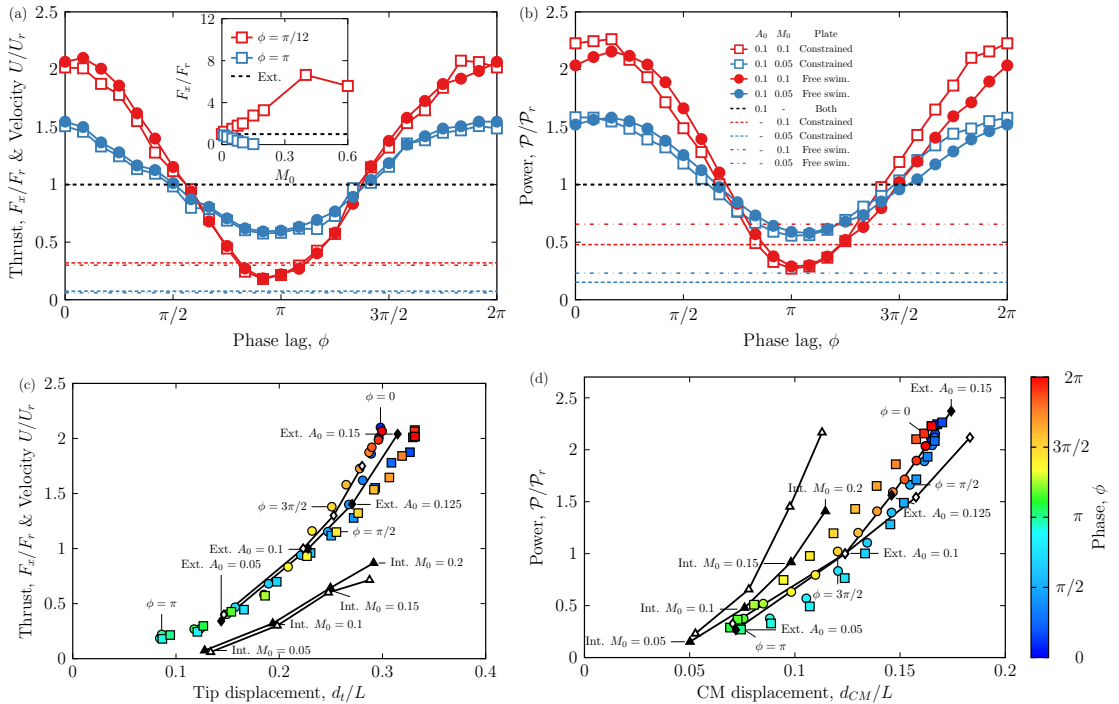 (a)
Thrust, F_x/F_r & Velocity U/U_r
2.5
2
1.5
1
0.5
0
0
π/2
π
3π/2
2π
Phase lag, ϕ
F_x/F_r
12
8
4
0
0
0.2
0.4
0.6
M_0
ϕ = π/12
ϕ = π
Ext.
(b)
Power, P/P_r
2.5
2
1.5
1
0.5
0
0
π/2
π
3π/2
2π
Phase lag, ϕ
A_0 M_0 Plate
0.1 0.1 Constrained
0.1 0.05 Constrained
0.1 0.1 Free swim.
0.1 0.05 Free swim.
0.1 - Both
- 0.1 Constrained
- 0.05 Constrained
- 0.1 Free swim.
- 0.05 Free swim.
(c)
Thrust, F_x/F_r & Velocity U/U_r
2.5
2
1.5
1
0.5
0
0
0.1
0.2
0.3
0.4
Tip displacement, d_t/L
ϕ = 0
Ext. A_0 = 0.15
ϕ = 3π/2
Ext. A_0 = 0.125
ϕ = π/2
Ext. A_0 = 0.1
Ext. A_0 = 0.05
Int. M_0 = 0.2
Int. M_0 = 0.15
ϕ = π
Int. M_0 = 0.1
Int. M_0 = 0.05
(d)
Power, P/P_r
2.5
2
1.5
1
0.5
0
0
0.05
0.1
0.15
0.2
CM displacement, d_CM/L
Ext. A_0 = 0.15
ϕ = 0
Int. M_0 = 0.2
ϕ = π/2
Ext. A_0 = 0.125
Ext. A_0 = 0.1
Int. M_0 = 0.15
ϕ = 3π/2
Int. M_0 = 0.1
Ext. A_0 = 0.05
Int. M_0 = 0.05
ϕ = π
2π
3π/2
π
π/2
0
Phase, ϕ